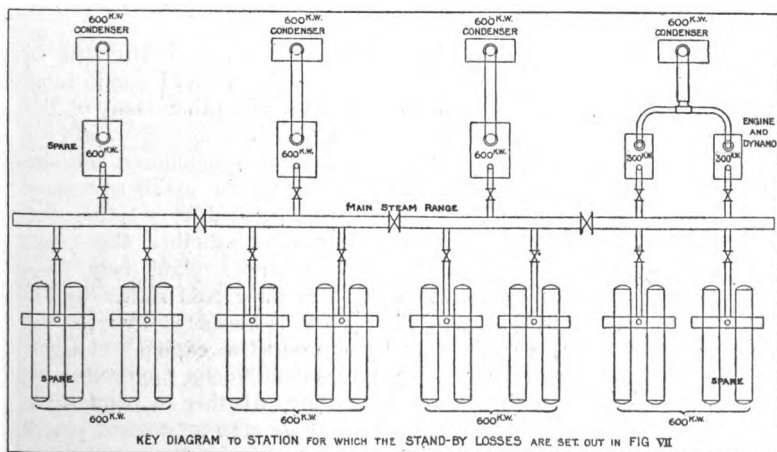 600 K.W.
CONDENSER
600 K.W.
CONDENSER
600 K.W.
CONDENSER
600 K.W.
CONDENSER
SPARE
600 K.W.
600 K.W.
600 K.W.
300 K.W.
300 K.W.
ENGINE
AND
DYNAMO
MAIN STEAM RANGE
SPARE
SPARE
600 K.W.
600 K.W.
600 K.W.
600 K.W.
KEY DIAGRAM TO STATION FOR WHICH THE STAND-BY LOSSES ARE SET OUT IN FIG VII